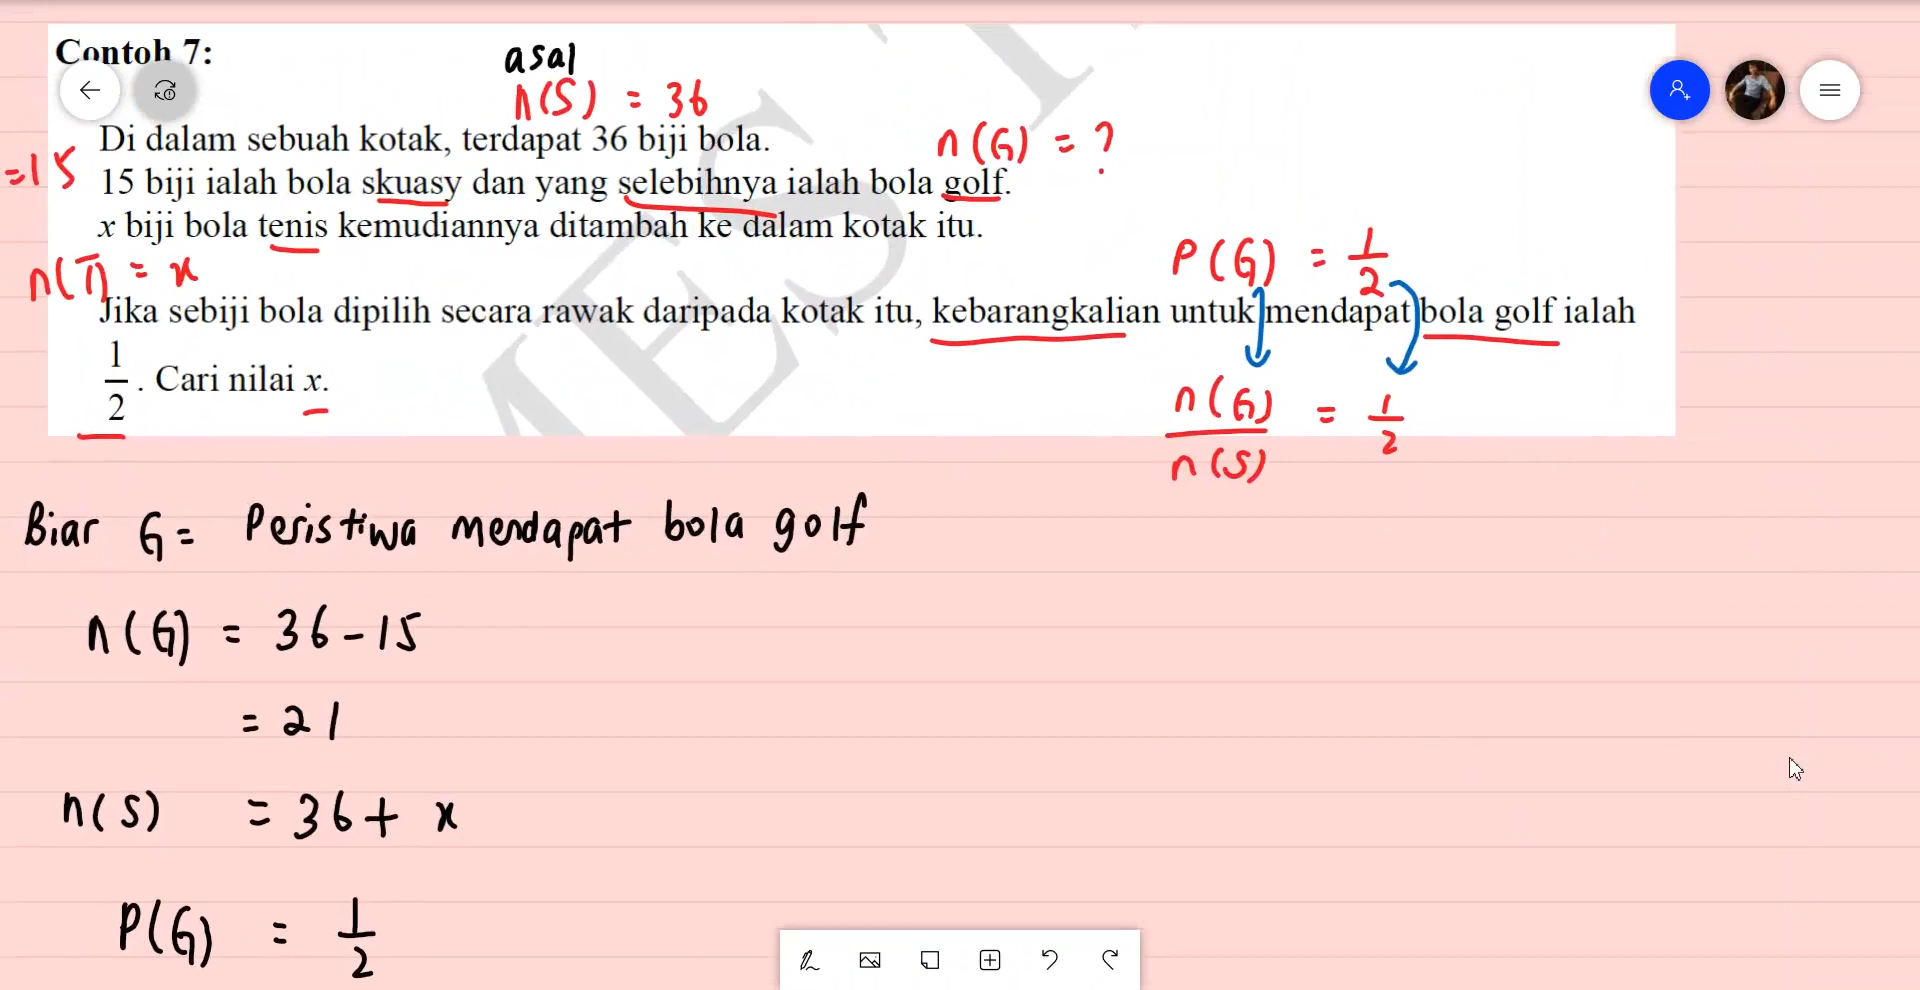 Contoh 7:
asal
n(S) = 36
Di dalam sebuah kotak, terdapat 36 biji bola.
n(G) = ?
=15
15 biji ialah bola skuasy dan yang selebihnya ialah bola golf.
x biji bola tenis kemudiannya ditambah ke dalam kotak itu.
n(T) = x
P(G) = 1/2
Jika sebiji bola dipilih secara rawak daripada kotak itu, kebarangkalian untuk mendapat bola golf ialah
1/2. Cari nilai x.
n(G)/n(S) = 1/2
Biar G = Peristiwa mendapat bola golf
n(G) = 36-15
= 21
n(S) = 36+ x
P(G) = 1/2